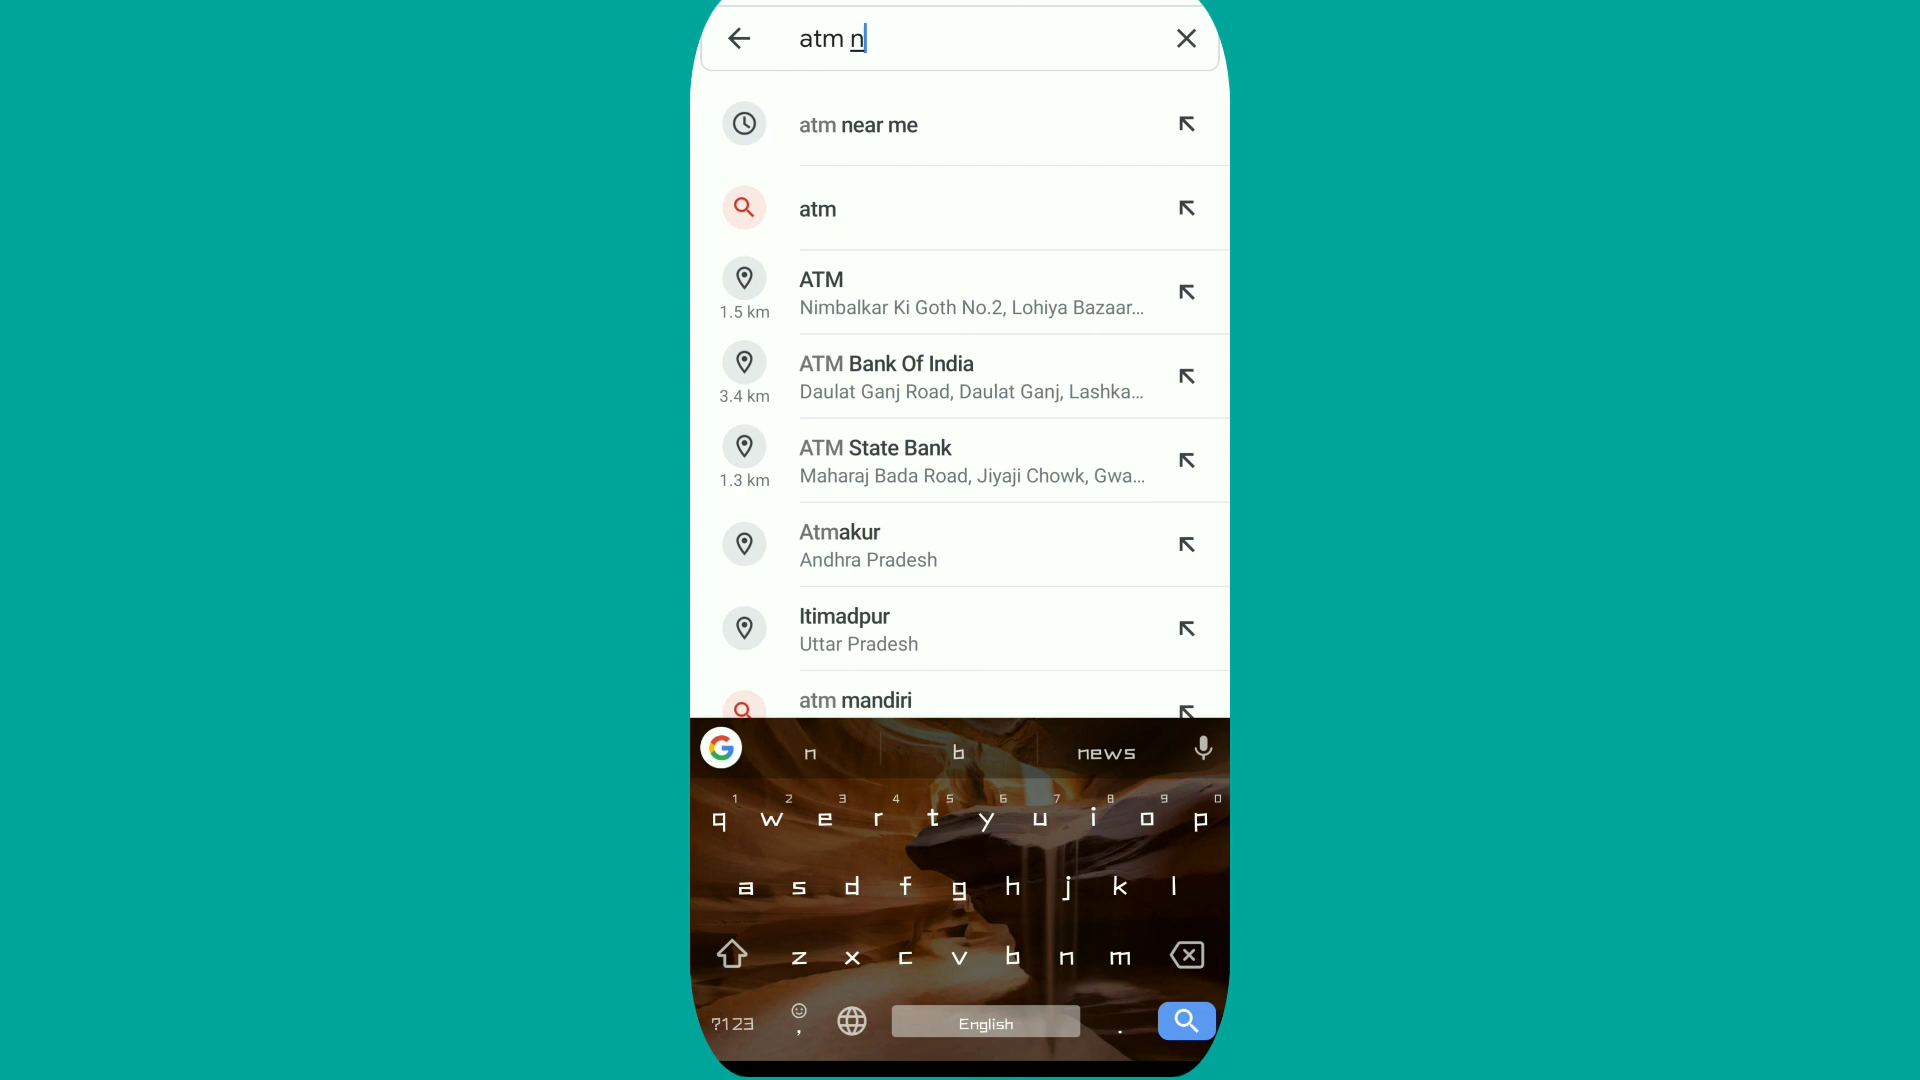 atm n
atm near me
atm
ATM
Nimbalkar Ki Goth No.2, Lohiya Bazaar...
1.5 km
ATM Bank Of India
Daulat Ganj Road, Daulat Ganj, Lashka...
3.4 km
ATM State Bank
Maharaj Bada Road, Jiyaji Chowk, Gwa...
1.3 km
Atmakur
Andhra Pradesh
Itimadpur
Uttar Pradesh
atm mandiri
n b news
1 2 3 4 5 6 7 8 9 0
q w e r t y u i o p
a s d f g h j k l
z x c v b n m
?123 , English .